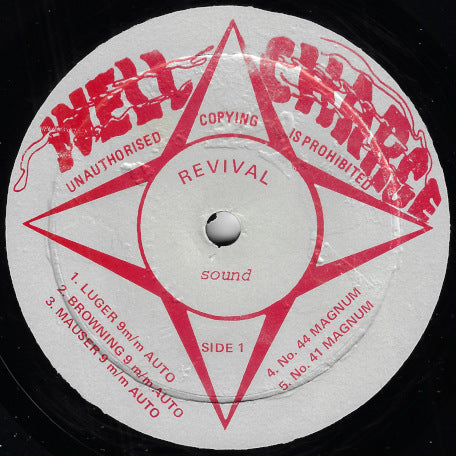 WELL CHARGE
UNAUTHORISED COPYING IS PROHIBITED
REVIVAL
sound
SIDE 1
1. LUGER 9m/m AUTO
2. BROWNING 9 m/m.AUTO
3. MAUSER 9 m/m AUTO
4. No. 44 MAGNUM
5. No. 41 MAGNUM